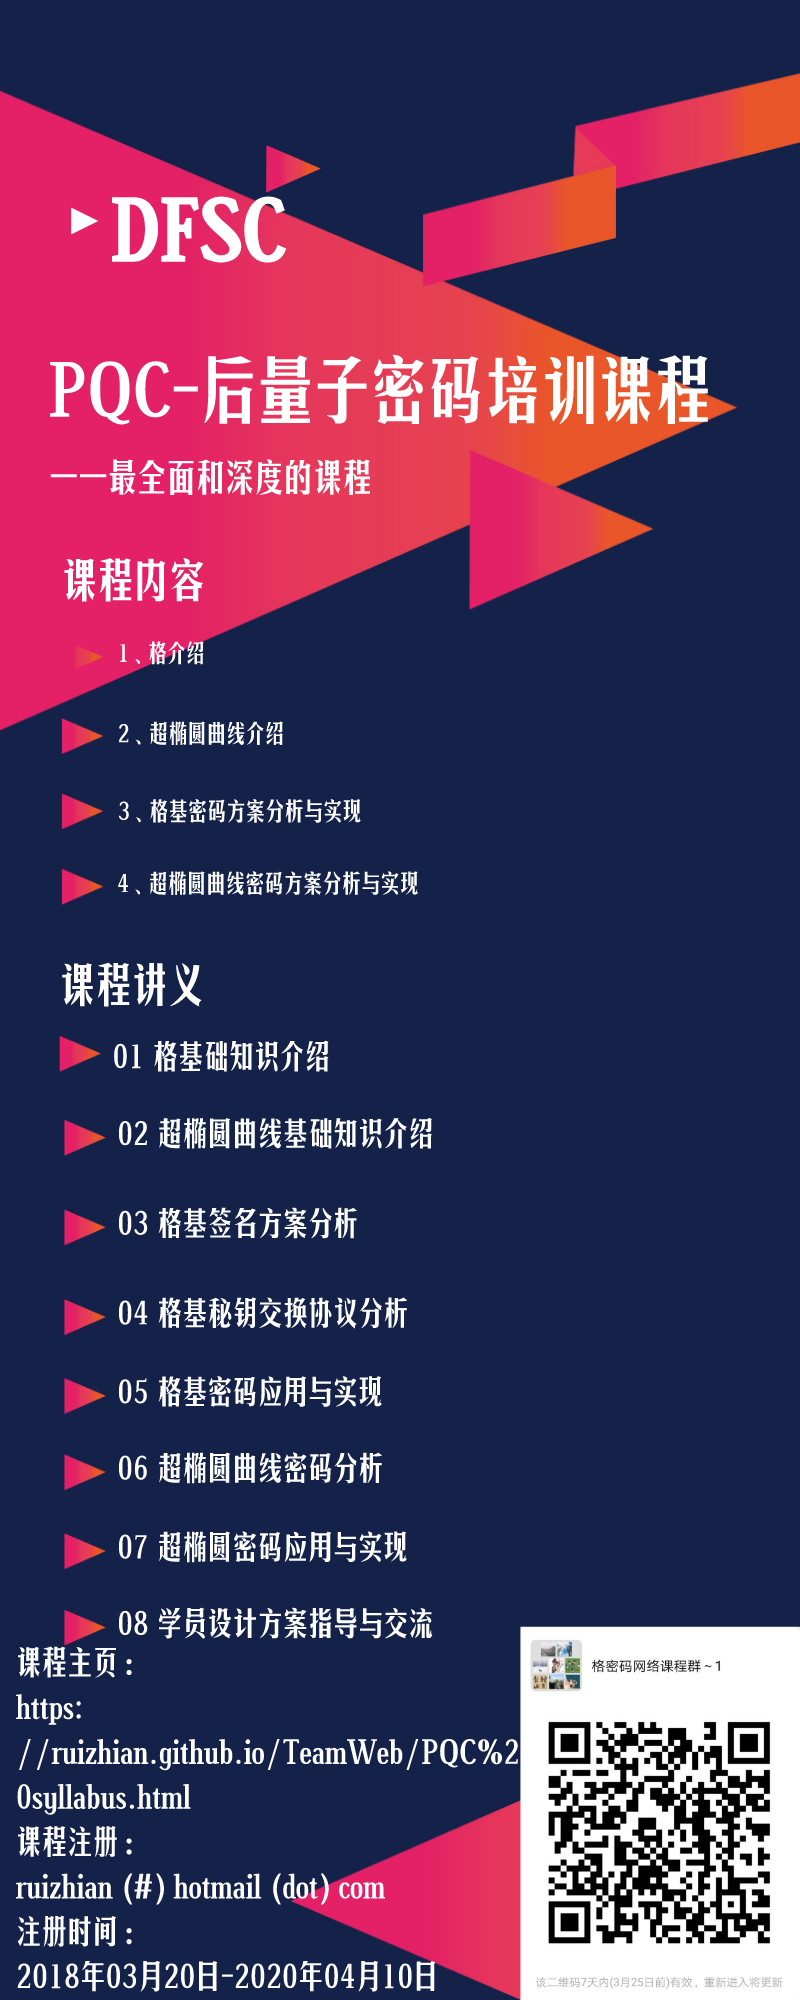 DFSC
PQC-后量子密码培训课程
——最全面和深度的课程
课程内容
1、格介绍
2、超椭圆曲线介绍
3、格基密码方案分析与实现
4、超椭圆曲线密码方案分析与实现
课程讲义
01 格基础知识介绍
02 超椭圆曲线基础知识介绍
03 格基签名方案分析
04 格基秘钥交换协议分析
05 格基密码应用与实现
06 超椭圆曲线密码分析
07 超椭圆密码应用与实现
08 学员设计方案指导与交流
课程主页：
https:
//ruizhian.github.io/TeamWeb/PQC%2
0syllabus.html
课程注册：
ruizhian (#) hotmail (dot) com
注册时间：
2018年03月20日-2020年04月10日
格密码网络课程群~1
该二维码7天内(3月25日前)有效，重新进入将更新